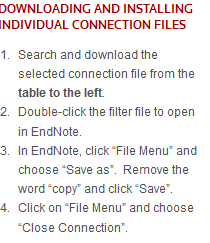 DOWNLOADING AND INSTALLING
INDIVIDUAL CONNECTION FILES
1. Search and download the
selected connection file from the
table to the left.
2. Double-click the filter file to open
in EndNote.
3. In EndNote, click “File Menu” and
choose “Save as”.  Remove the
word “copy” and click “Save”.
4. Click on “File Menu” and choose
“Close Connection”.